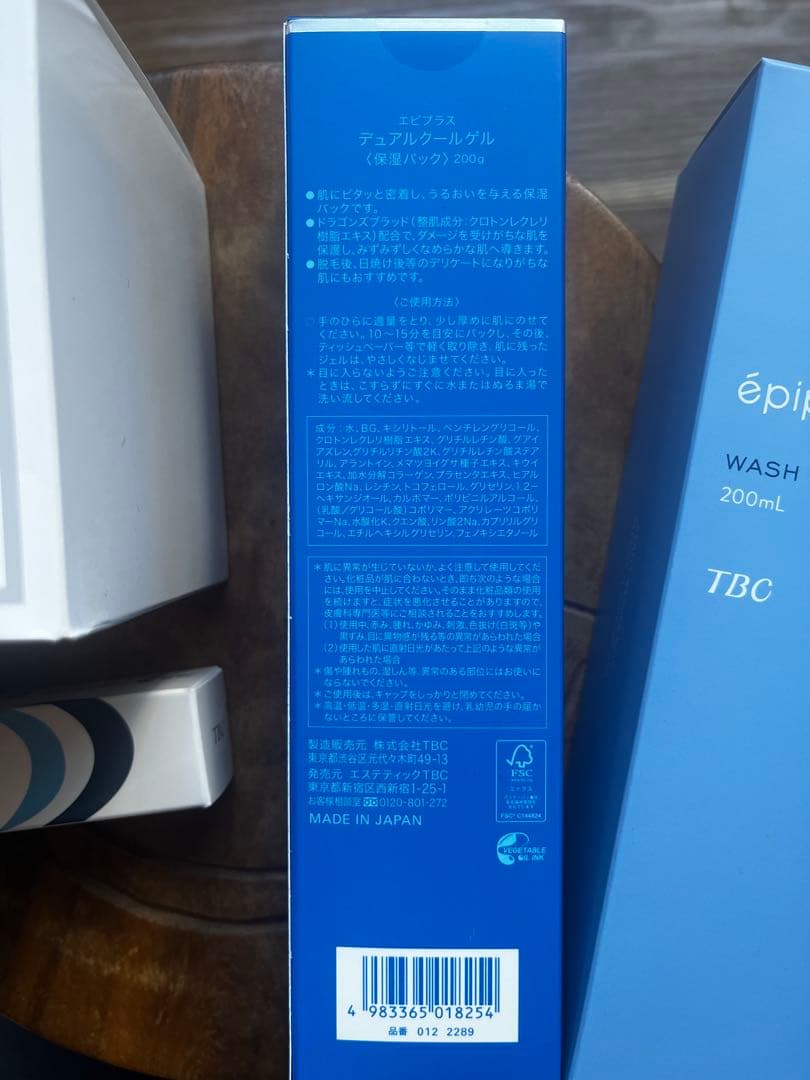 エピプラス
デュアルクールゲル
〈保湿パック〉200g
●肌にピタッと密着し、うるおいを与える保湿
パックです。
●ドラゴンズブラッド(整肌成分:クロトンレクレリ
樹脂エキス)配合で、ダメージを受けがちな肌を
保護し、みずみずしくなめらかな肌へ導きます。
●脱毛後、日焼け後等のデリケートになりがちな
肌にもおすすめです。
〈ご使用方法〉
○手のひらに適量をとり、少し厚めに肌にのせて
ください。10〜15分を目安にパックし、その後、
ティッシュペーパー等で軽く取り除き、肌に残った
ジェルは、やさしくなじませてください。
*目に入らないようご注意ください。目に入った
ときは、こすらずにすぐに水またはぬるま湯で
洗い流してください。
成分:水、BG、キシリトール、ペンチレングリコール、
クロトンレクレリ樹脂エキス、グリチルレチン酸、グアイ
アズレン、グリチルリチン酸2K、グリチルレチン酸ステア
リル、アラントイン、メマツヨイグサ種子エキス、キウイ
エキス、加水分解コラーゲン、プラセンタエキス、ヒアル
ロン酸Na、レシチン、トコフェロール、グリセリン、1,2-
ヘキサンジオール、カルボマー、ポリビニルアルコール、
(乳酸/グリコール酸)コポリマー、アクリレーツコポリ
マーNa、水酸化K、クエン酸、リン酸2Na、カプリリルグリ
コール、エチルヘキシルグリセリン、フェノキシエタノール
*肌に異常が生じていないか、よく注意して使用してくだ
さい。化粧品が肌に合わないとき、即ち次のような場合
には、使用を中止してください。そのまま化粧品類の使用
を続けますと、症状を悪化させることがありますので、
皮膚科専門医等にご相談されることをおすすめします。
(1)使用中、赤み、腫れ、かゆみ、刺激、色抜け(白斑等)や
黒ずみ、目に異物感が残る等の異常があらわれた場合
(2)使用した肌に直射日光があたって上記のような異常が
あらわれた場合
*傷や腫れもの、湿しん等、異常のある部位にはお使いに
ならないでください。
*ご使用後は、キャップをしっかりと閉めてください。
*高温・低温・多湿・直射日光を避け、乳幼児の手の届か
ないところに保管してください。
製造販売元 株式会社TBC
東京都渋谷区元代々木町49-13
発売元 エステティックTBC
東京都新宿区西新宿1-25-1
お客様相談室 0120-801-272
MADE IN JAPAN
FSC
ミックス
FSC® C144824
VEGETABLE
OIL INK
4 983365 018254
品番 012 2289
épip
WASH
200mL
TBC